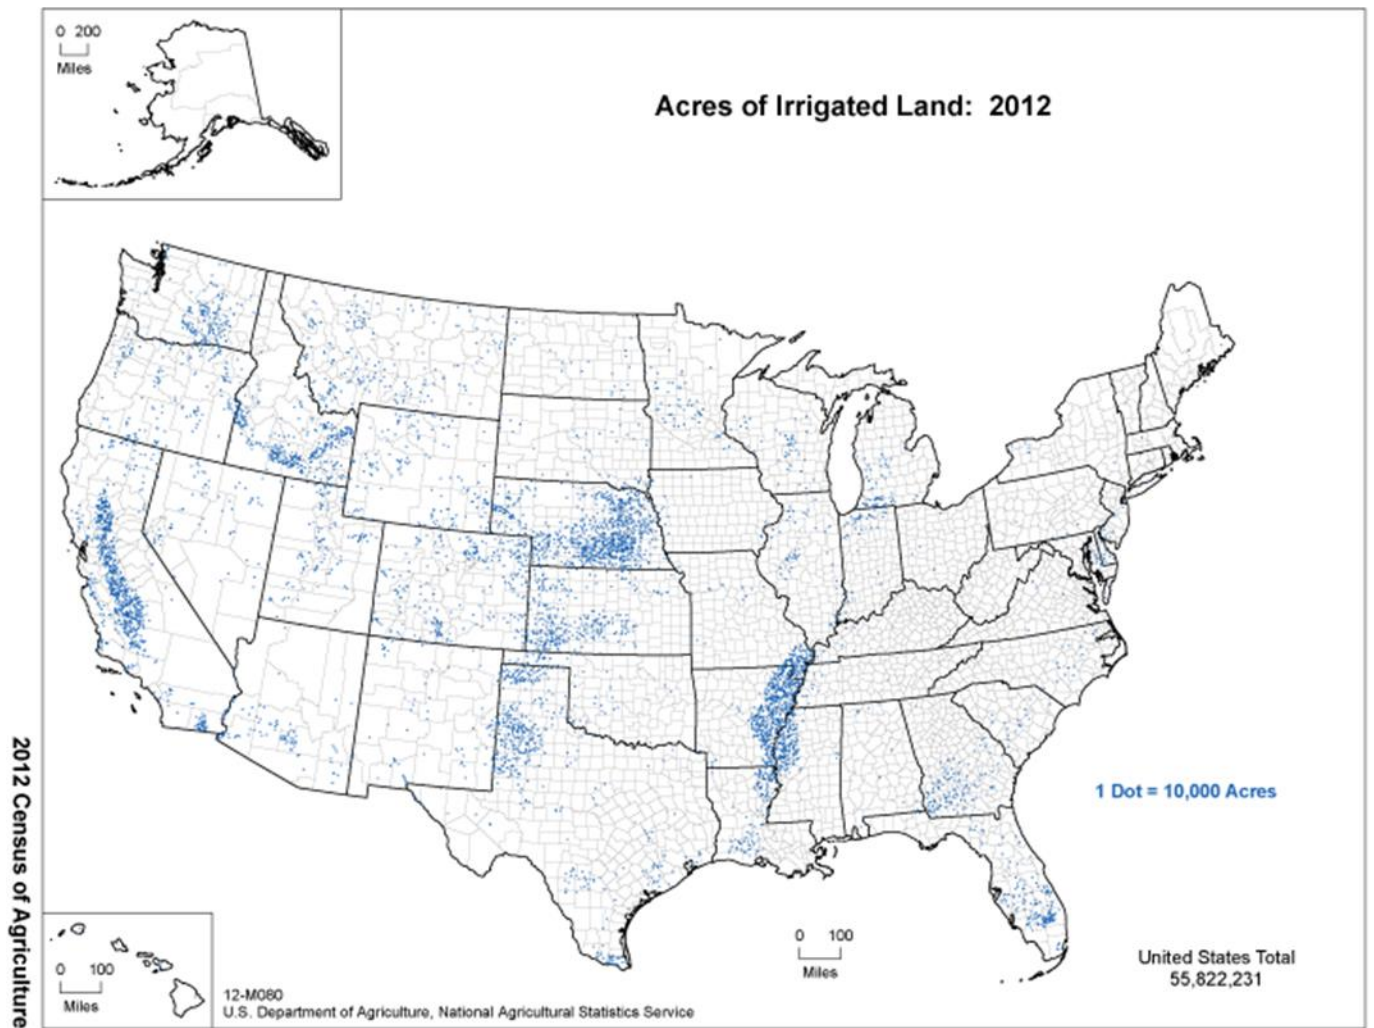 0 200
Miles
Acres of Irrigated Land: 2012
1 Dot = 10,000 Acres
0 100
Miles
United States Total
55,822,231
0 100
Miles
12-M080
U.S. Department of Agriculture, National Agricultural Statistics Service
2012 Census of Agriculture